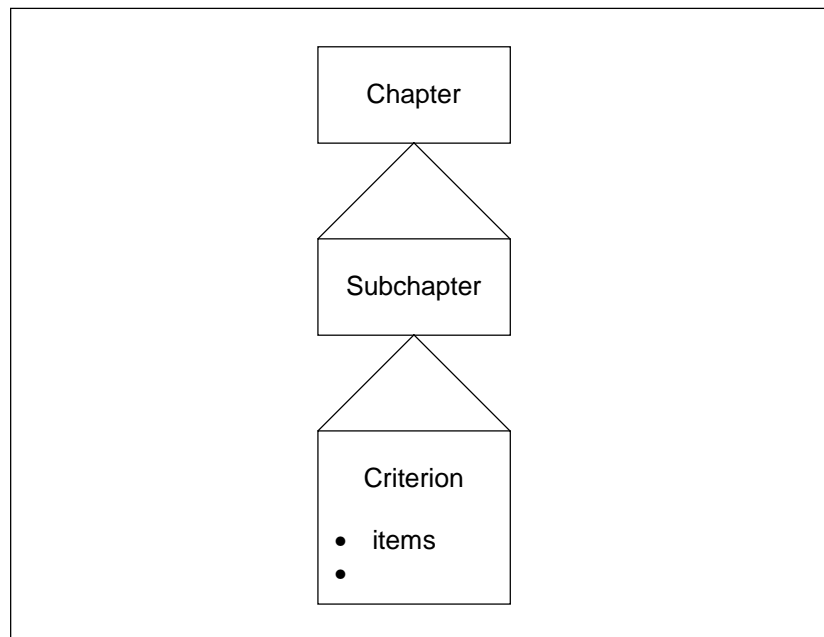 Chapter
Subchapter
Criterion
• items
•